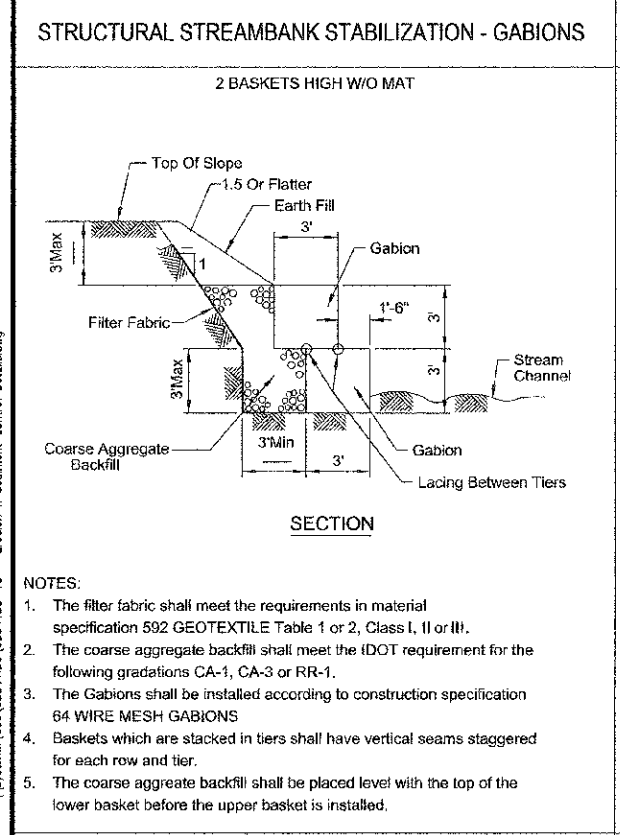 STRUCTURAL STREAMBANK STABILIZATION - GABIONS
2 BASKETS HIGH W/O MAT
Top Of Slope
1.5 Or Flatter
Earth Fill
3'
Gabion
3'Max
1
1'-6"
3'
Filter Fabric
Stream
Channel
3'Max
3'
Coarse Aggregate
Backfill
3'Min
3'
Gabion
Lacing Between Tiers
SECTION
NOTES:
1. The filter fabric shall meet the requirements in material
specification 592 GEOTEXTILE Table 1 or 2, Class I, II or III.
2. The coarse aggregate backfill shall meet the IDOT requirement for the
following gradations CA-1, CA-3 or RR-1.
3. The Gabions shall be installed according to construction specification
64 WIRE MESH GABIONS
4. Baskets which are stacked in tiers shall have vertical seams staggered
for each row and tier.
5. The coarse aggreate backfill shall be placed level with the top of the
lower basket before the upper basket is installed.